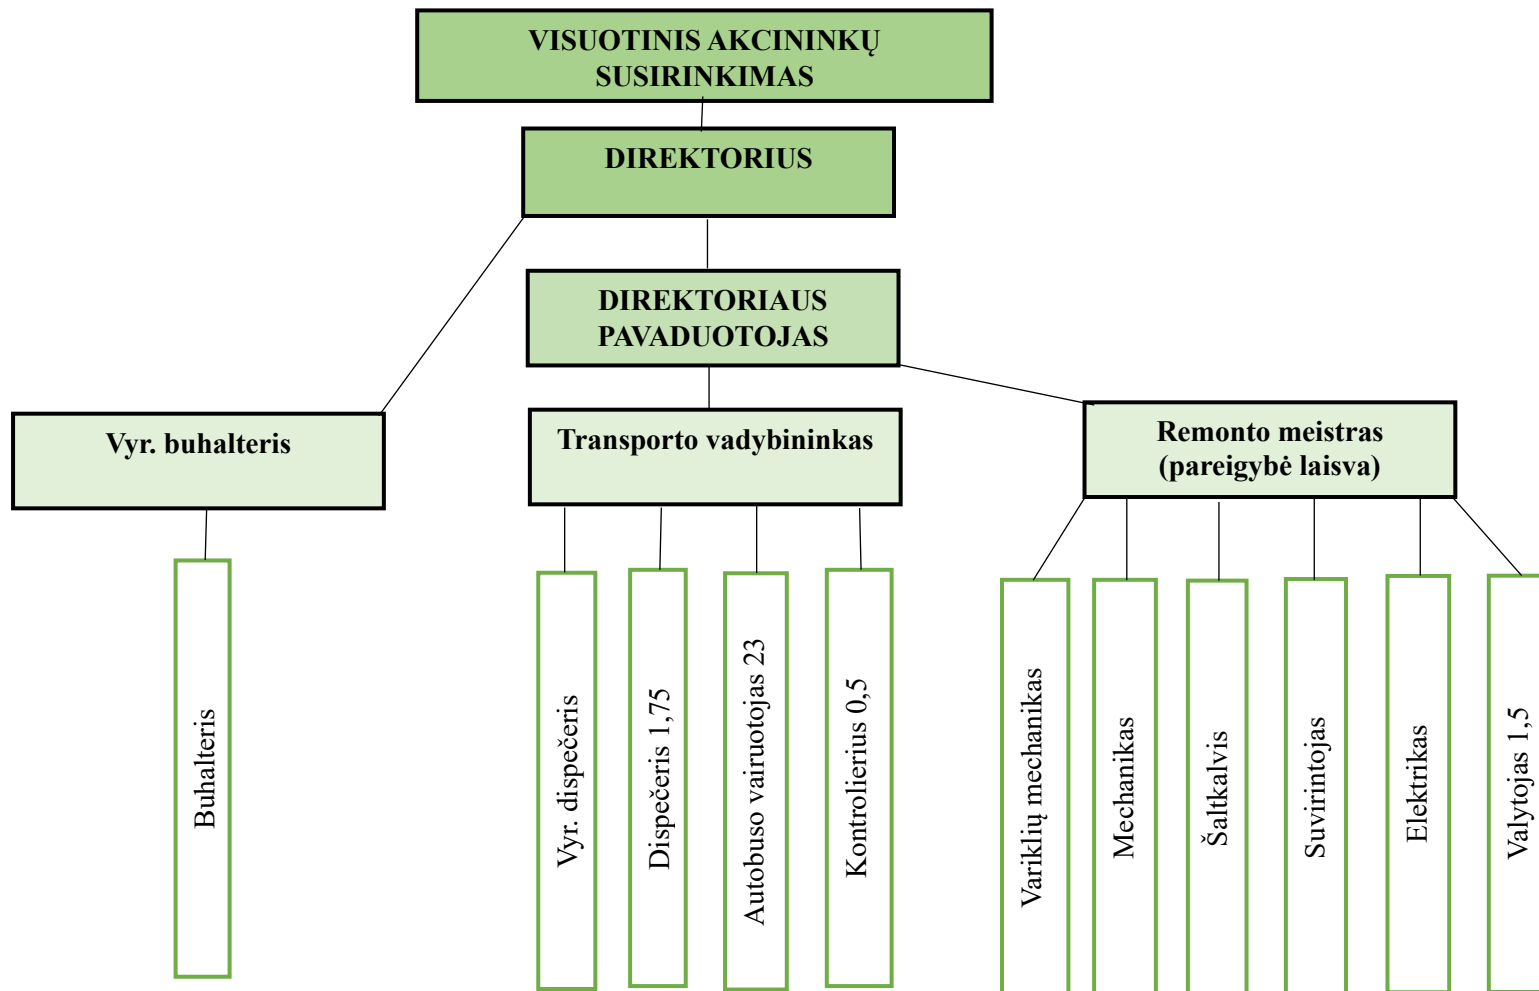 VISUOTINIS AKCININKŲ
SUSIRINKIMAS
DIREKTORIUS
DIREKTORIAUS
PAVADUOTOJAS
Vyr. buhalteris
Transporto vadybininkas
Remonto meistras
(pareigybė laisva)
Buhalteris
Vyr. dispečeris
Dispečeris 1,75
Autobuso vairuotojas 23
Kontrolierius 0,5
Variklių mechanikas
Mechanikas
Šaltkalvis
Suvirintojas
Elektrikas
Valytojas 1,5